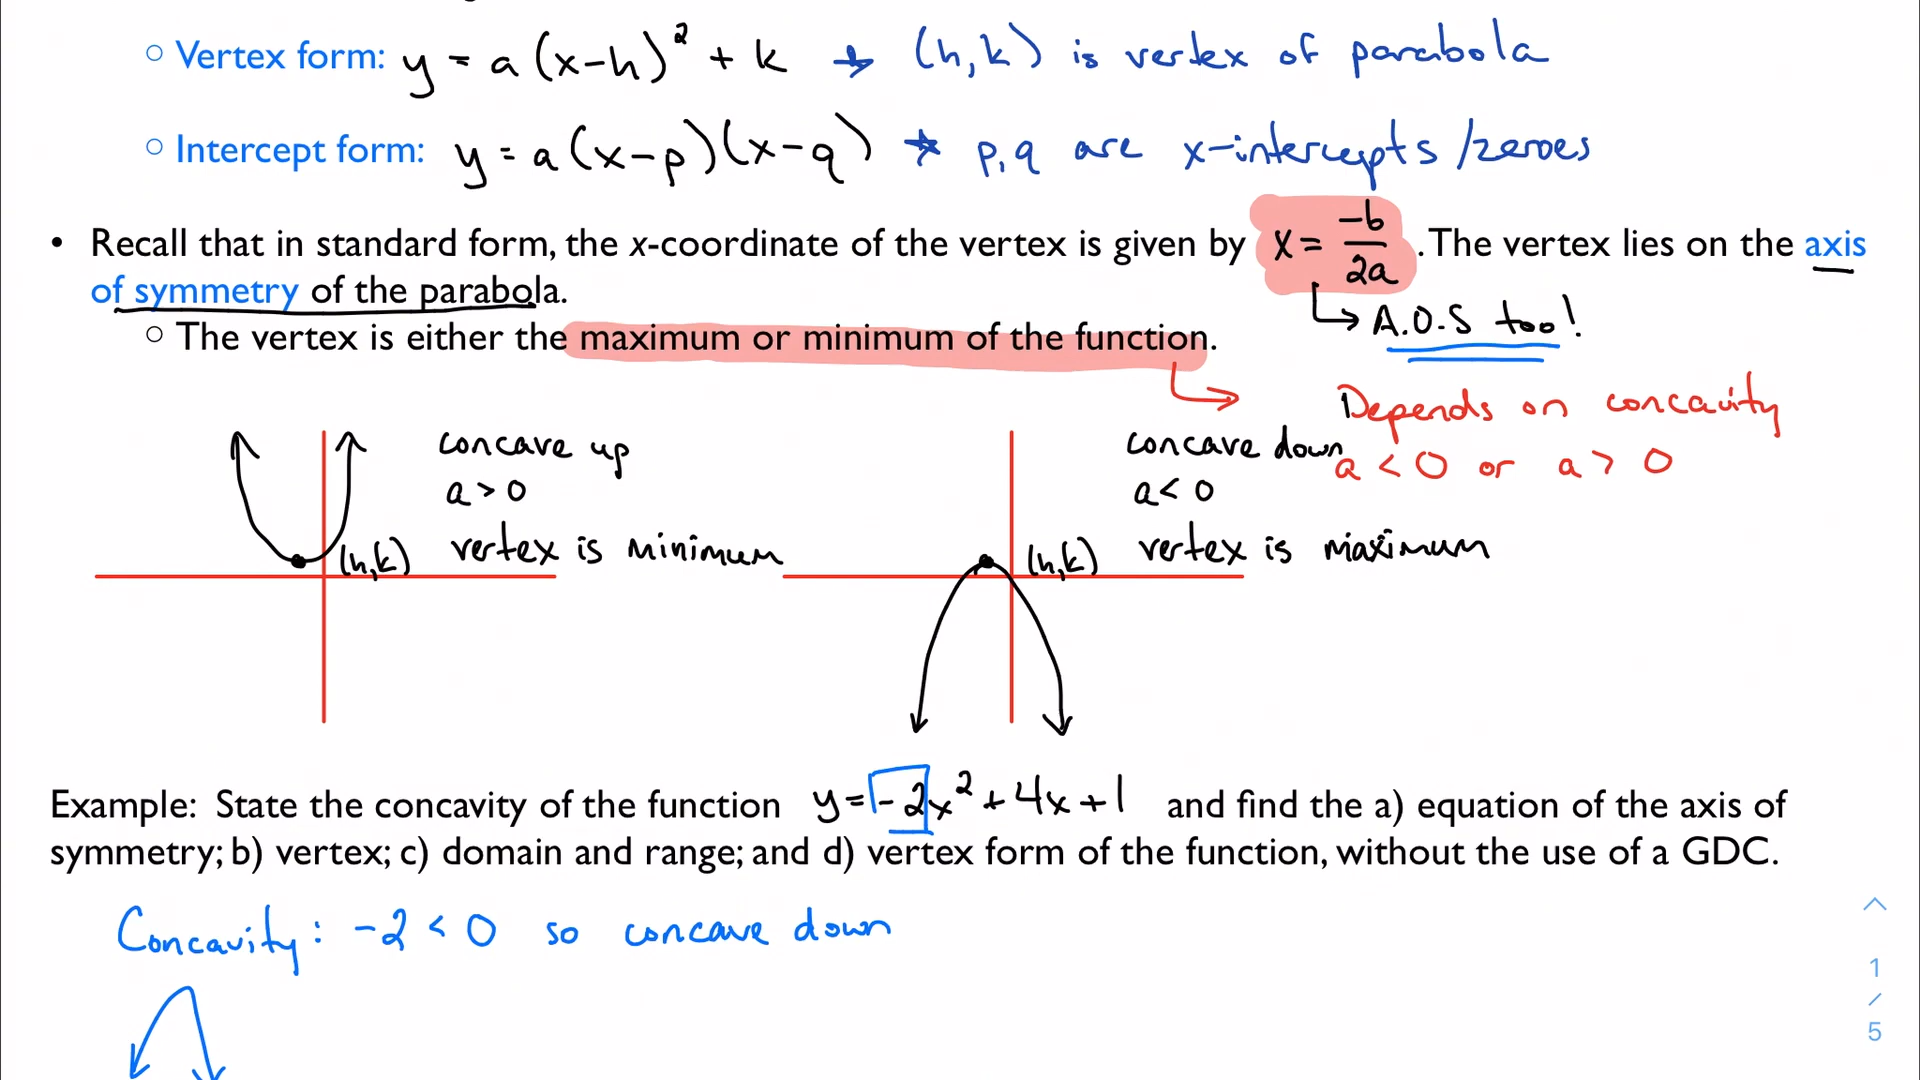 ○ Vertex form: y = a(x-h)² + k → (h,k) is vertex of parabola
○ Intercept form: y = a(x-p)(x-q) → p,q are x-intercepts/zeroes
• Recall that in standard form, the x-coordinate of the vertex is given by x = -b/2a. The vertex lies on the axis
of symmetry of the parabola.
↳ A.O.S too!
○ The vertex is either the maximum or minimum of the function.
Depends on concavity
a < 0 or a > 0
concave up
a > 0
vertex is minimum
(h,k)
concave down
a < 0
vertex is maximum
(h,k)
Example: State the concavity of the function y = -2x² + 4x + 1 and find the a) equation of the axis of
symmetry; b) vertex; c) domain and range; and d) vertex form of the function, without the use of a GDC.
Concavity: -2 < 0 so concave down
1
/
5